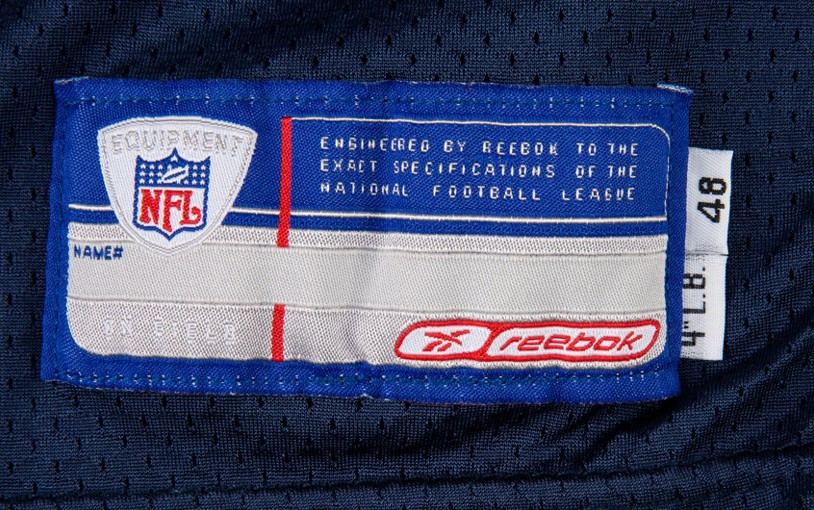 EQUIPMENT
NFL
ENGINEERED BY REEBOK TO THE
EXACT SPECIFICATIONS OF THE
NATIONAL FOOTBALL LEAGUE
NAME#
ON FIELD
Reebok
48
4" L.B.